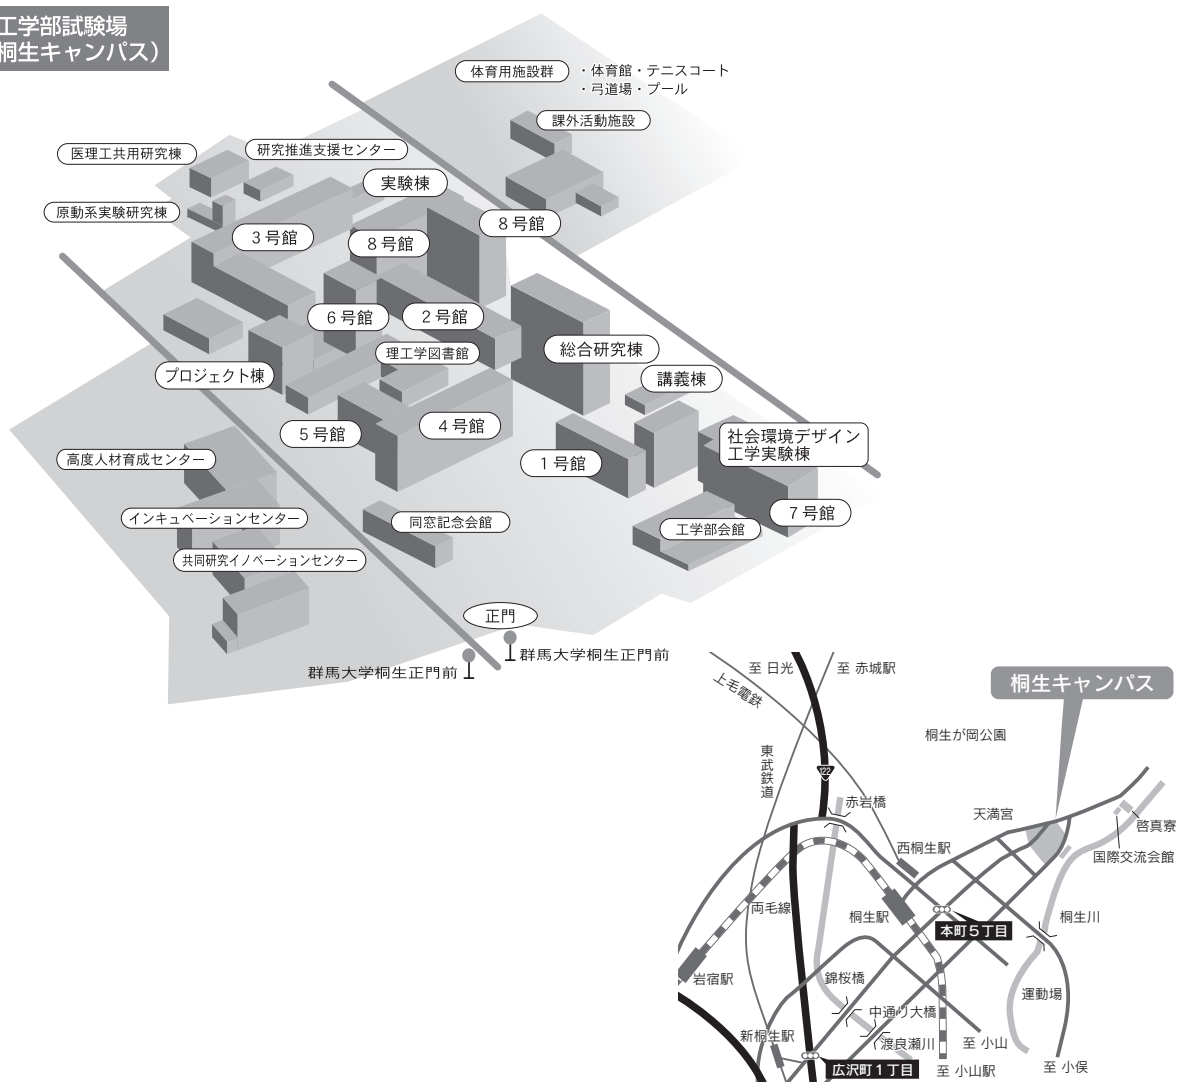 工学部試験場
桐生キャンパス）
体育用施設群
・体育館・テニスコート
・弓道場・プール
課外活動施設
医理工共用研究棟
研究推進支援センター
実験棟
原動系実験研究棟
3号館
8号館
8号館
6号館
2号館
理工学図書館
総合研究棟
講義棟
プロジェクト棟
5号館
4号館
1号館
社会環境デザイン
工学実験棟
高度人材育成センター
インキュベーションセンター
同窓記念会館
工学部会館
7号館
共同研究イノベーションセンター
正門
群馬大学桐生正門前
群馬大学桐生正門前
至 日光
至 赤城駅
桐生キャンパス
上毛電鉄
桐生が岡公園
東武鉄道
122
赤岩橋
天満宮
啓真寮
西桐生駅
国際交流会館
両毛線
桐生駅
桐生川
本町5丁目
岩宿駅
錦桜橋
運動場
中通り大橋
新桐生駅
渡良瀬川
至 小山
広沢町1丁目
至 小山駅
至 小俣